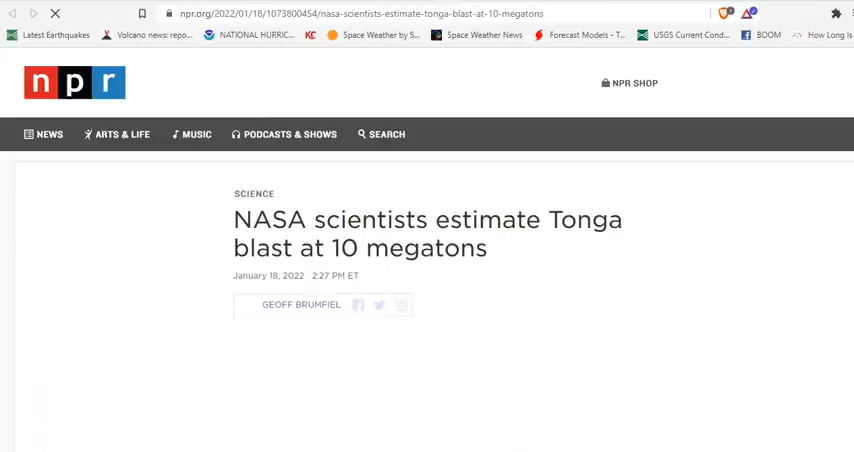 npr.org/2022/01/18/1073800454/nasa-scientists-estimate-tonga-blast-at-10-megatons
Latest Earthquakes Volcano news: repo... NATIONAL HURRIC... KC Space Weather by S... Space Weather News Forecast Models - T... USGS Current Cond... BOOM How Long Is
npr
NPR SHOP
NEWS ARTS & LIFE MUSIC PODCASTS & SHOWS SEARCH
SCIENCE
NASA scientists estimate Tonga
blast at 10 megatons
January 18, 2022 2:27 PM ET
GEOFF BRUMFIEL